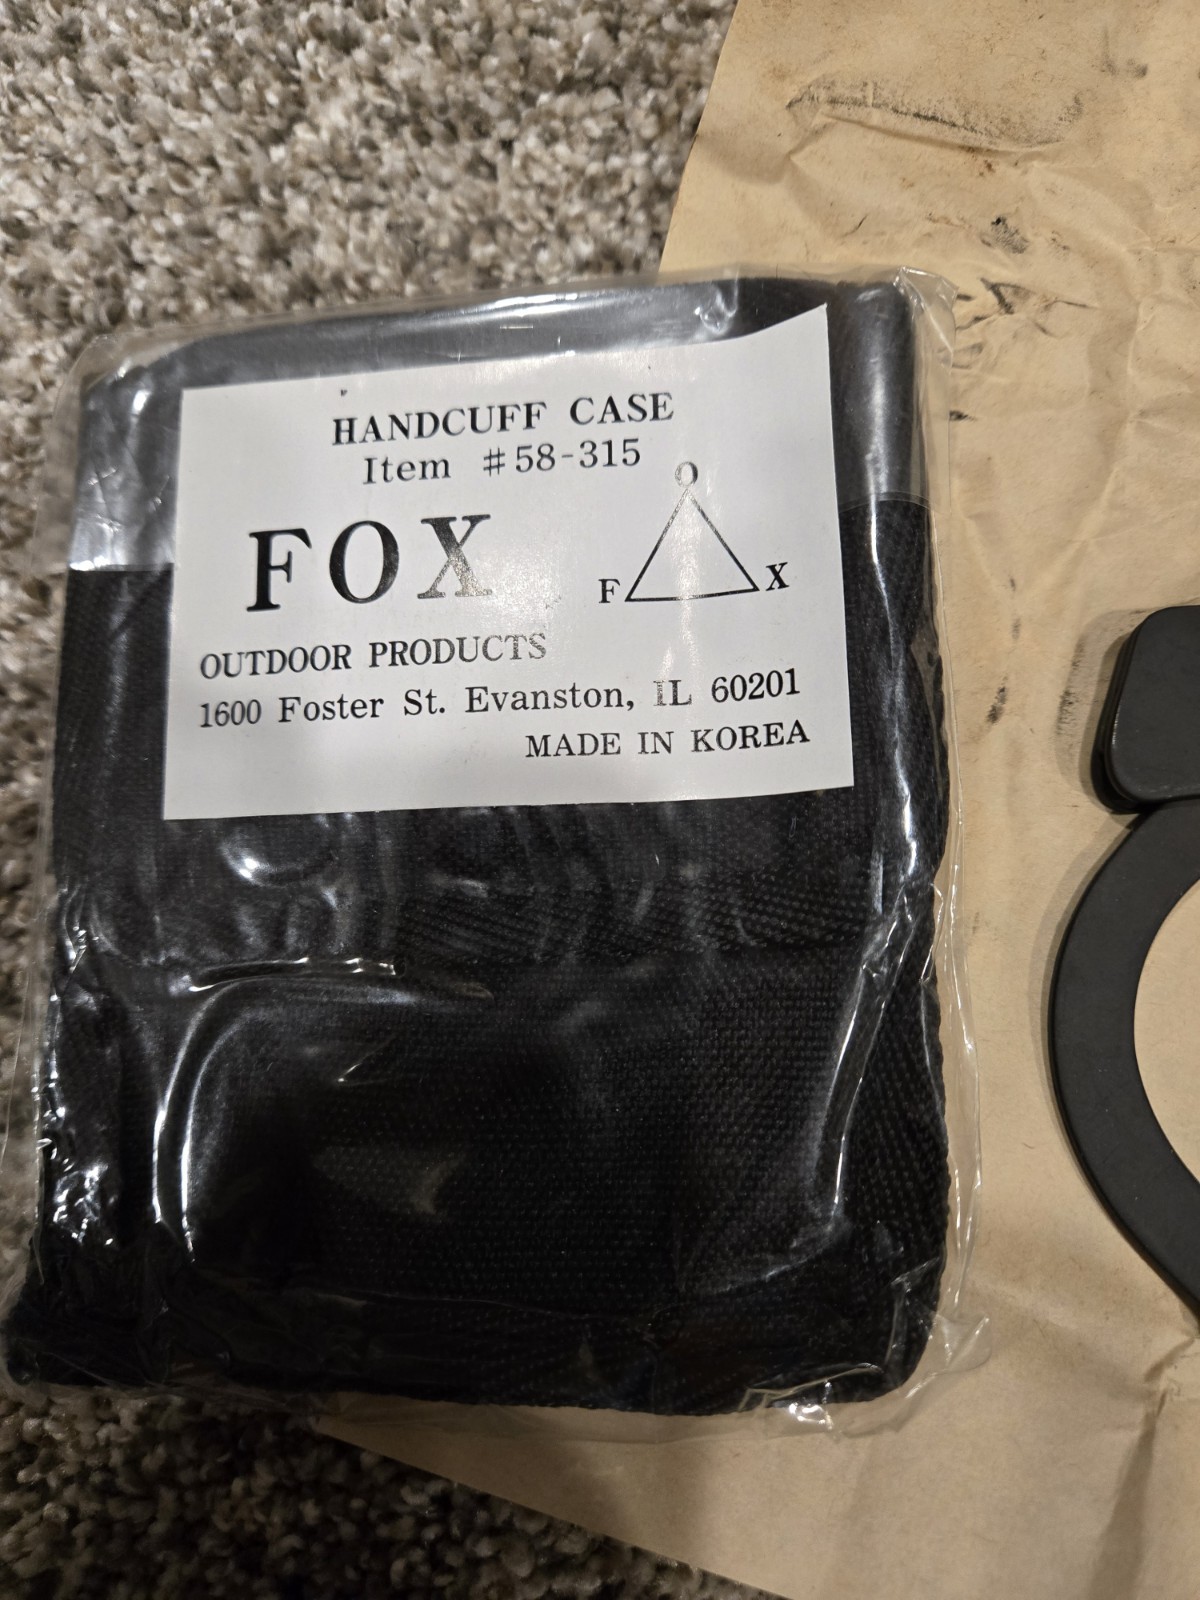 HANDCUFF CASE
Item #58-315
FOX
O
F X
OUTDOOR PRODUCTS
1600 Foster St. Evanston, IL 60201
MADE IN KOREA